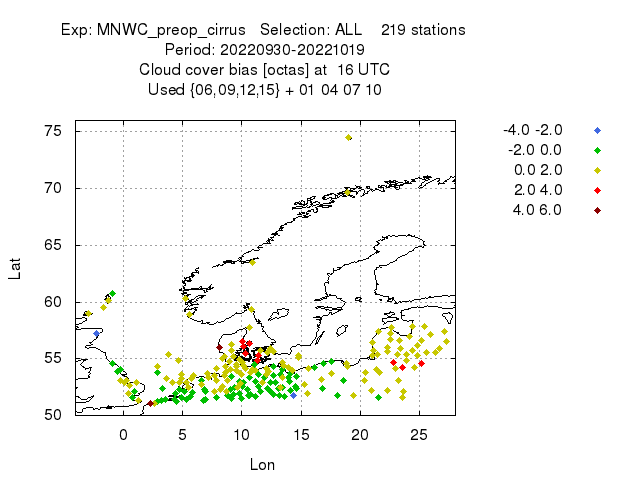 Exp: MNWC_preop_cirrus Selection: ALL 219 stations
Period: 20220930-20221019
Cloud cover bias [octas] at 16 UTC
Used {06,09,12,15} + 01 04 07 10
75
70
65
60
55
50
Lat
0 5 10 15 20 25
Lon
-4.0 -2.0
-2.0 0.0
0.0 2.0
2.0 4.0
4.0 6.0